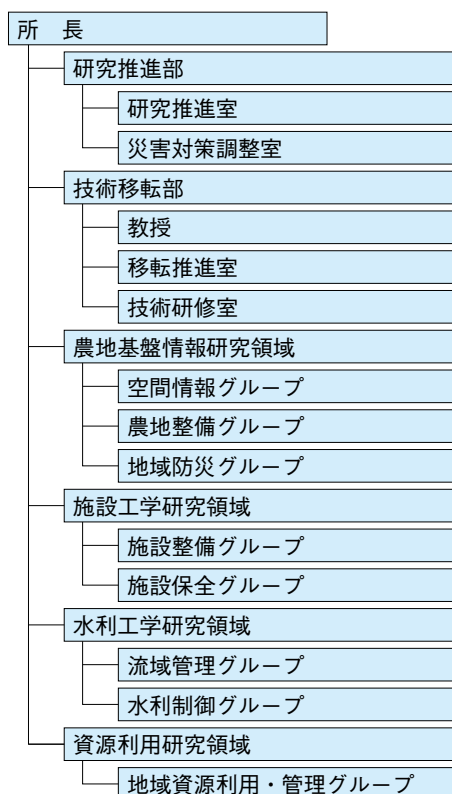 所　長
研究推進部
研究推進室
災害対策調整室
技術移転部
教授
移転推進室
技術研修室
農地基盤情報研究領域
空間情報グループ
農地整備グループ
地域防災グループ
施設工学研究領域
施設整備グループ
施設保全グループ
水利工学研究領域
流域管理グループ
水利制御グループ
資源利用研究領域
地域資源利用・管理グループ